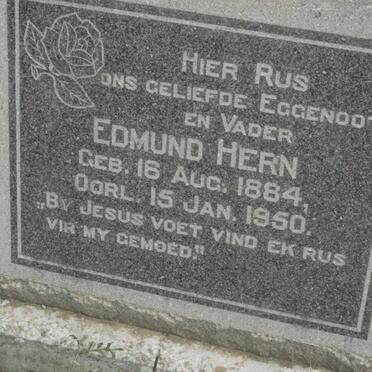 HIER RUS
ONS GELIEFDE EGGENOOT
EN VADER
EDMUND HERN
GEB. 16 AUG. 1884,
OORL. 15 JAN. 1950.
„BY JESUS VOET VIND EK RUS
VIR MY GEMOED."